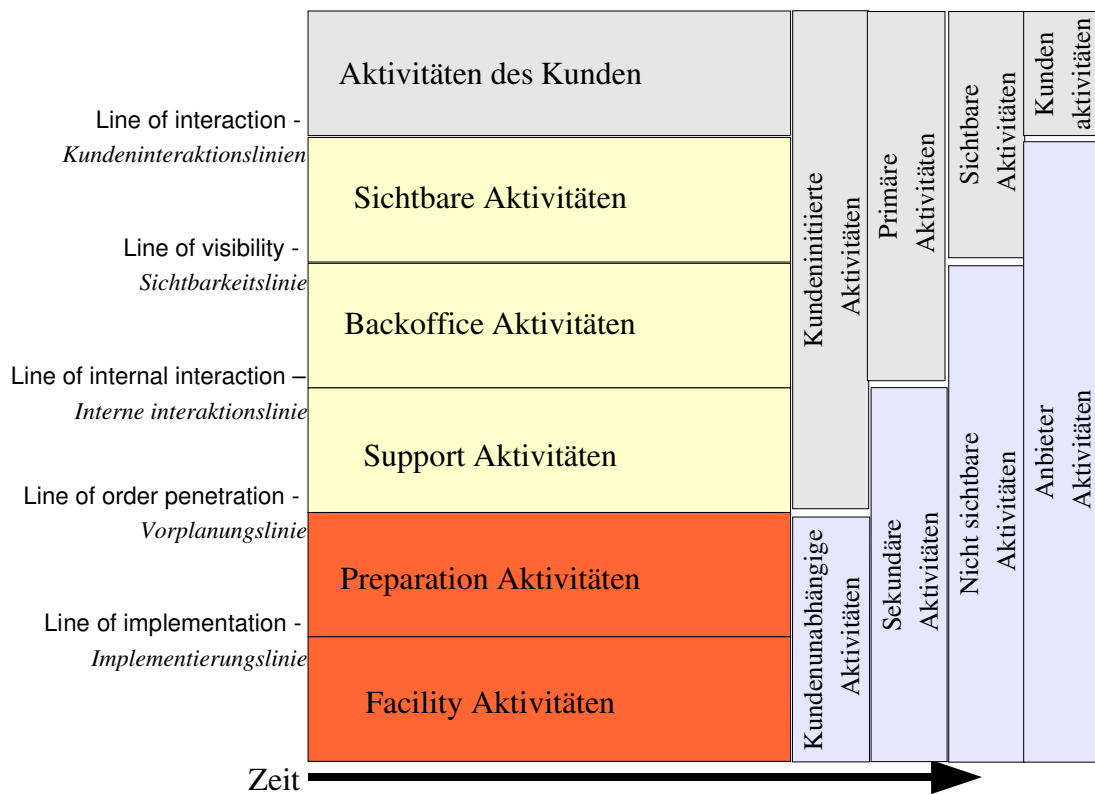 Aktivitäten des Kunden
Line of interaction -
Kundeninteraktionslinien
Sichtbare Aktivitäten
Line of visibility -
Sichtbarkeitslinie
Backoffice Aktivitäten
Line of internal interaction –
Interne interaktionslinie
Support Aktivitäten
Line of order penetration -
Vorplanungslinie
Preparation Aktivitäten
Line of implementation -
Implementierungslinie
Facility Aktivitäten
Kundeninitiierte
Aktivitäten
Kundenunabhängige
Aktivitäten
Primäre
Aktivitäten
Sekundäre
Aktivitäten
Sichtbare
Aktivitäten
Nicht sichtbare
Aktivitäten
Kunden
aktivitäten
Anbieter
Aktivitäten
Zeit